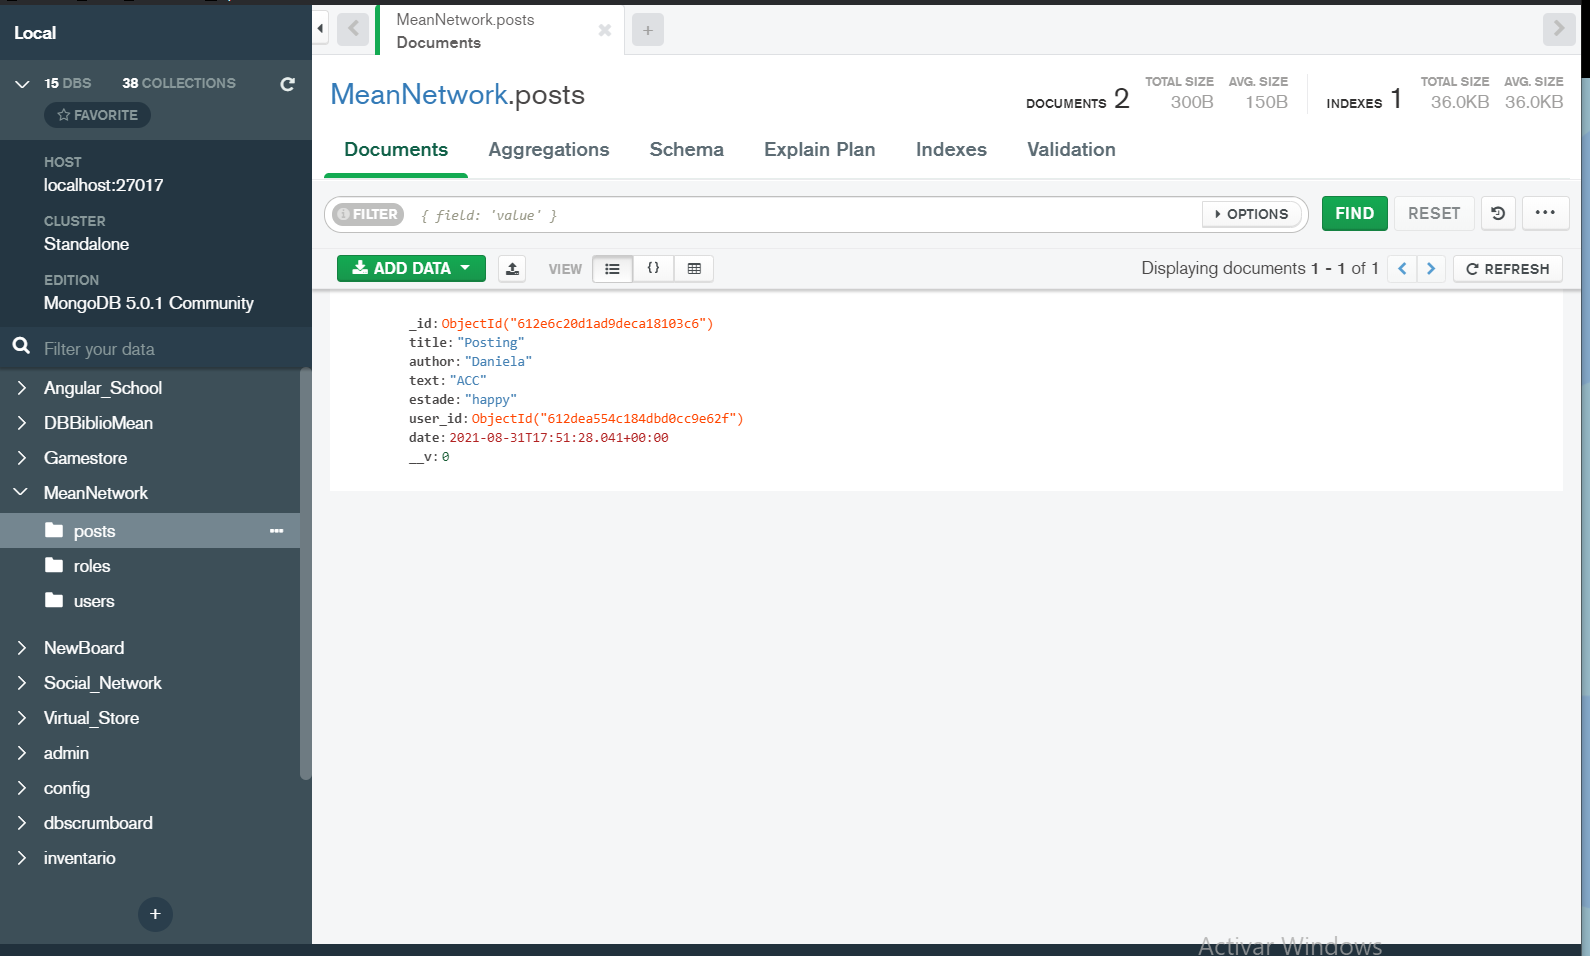 Local
15 DBS 38 COLLECTIONS
FAVORITE
HOST
localhost:27017
CLUSTER
Standalone
EDITION
MongoDB 5.0.1 Community
Filter your data
Angular_School
DBBiblioMean
Gamestore
MeanNetwork
posts
roles
users
NewBoard
Social_Network
Virtual_Store
admin
config
dbscrumboard
inventario
+
MeanNetwork.posts
Documents
+
MeanNetwork.posts
DOCUMENTS 2
TOTAL SIZE
300B
AVG. SIZE
150B
INDEXES 1
TOTAL SIZE
36.0KB
AVG. SIZE
36.0KB
Documents Aggregations Schema Explain Plan Indexes Validation
FILTER { field: 'value' } OPTIONS FIND RESET
ADD DATA VIEW {} Displaying documents 1 - 1 of 1 REFRESH
_id: ObjectId("612e6c20d1ad9deca18103c6")
title: "Posting"
author: "Daniela"
text: "ACC"
estade: "happy"
user_id: ObjectId("612dea554c184dbd0cc9e62f")
date: 2021-08-31T17:51:28.041+00:00
__v: 0
Activar Windows